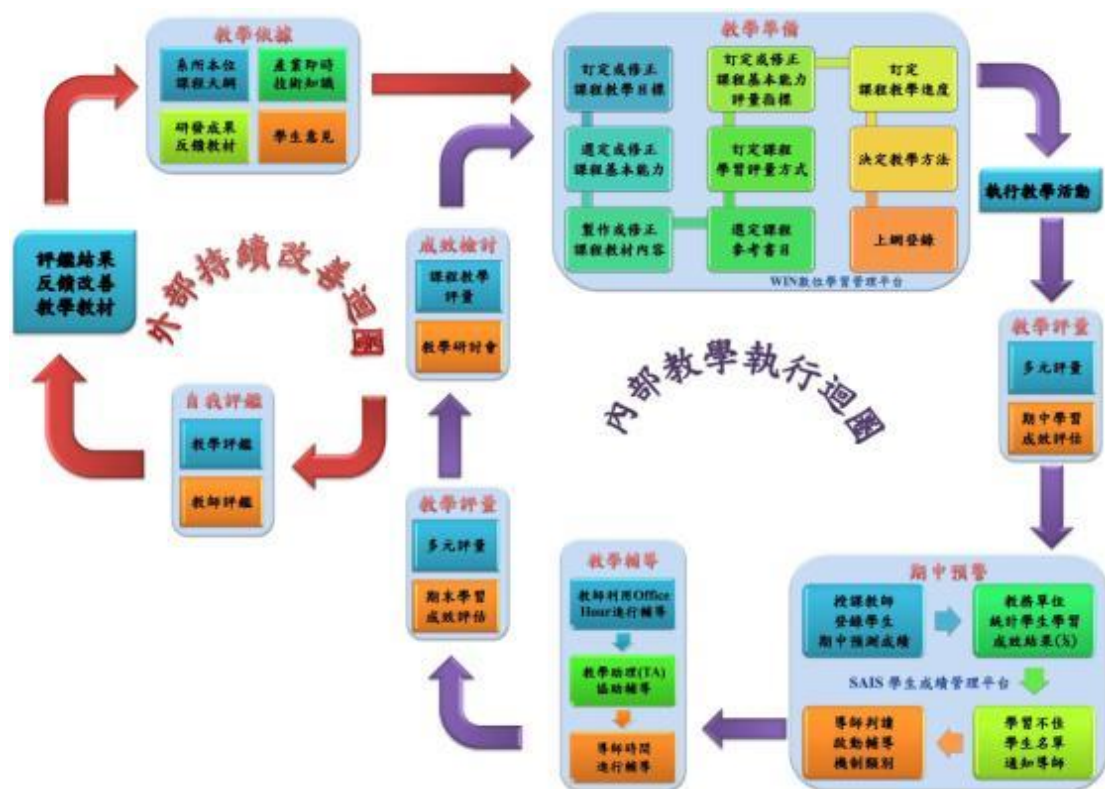 教學依據
系所本位
課程大綱
產業即時
技術知識
研發成果
反饋教材
學生意見
教學準備
訂定或修正
課程教學目標
選定或修正
課程基本能力
製作或修正
課程教材內容
選定課程
參考書目
訂定課程
學習評量方式
訂定或修正
課程基本能力
評量指標
訂定
課程教學進度
決定教學方法
上網登錄
WIN數位學習管理平台
執行教學活動
教學評量
多元評量
期中學習
成效評估
期中預警
授課教師
登錄學生
期中預測成績
教務單位
統計學生學習
成效結果(%)
SAIS 學生成績管理平台
學習不佳
學生名單
通知導師
導師判讀
啟動輔導
機制類別
教學輔導
教師利用Office
Hour進行輔導
教學助理(TA)
協助輔導
導師時間
進行輔導
教學評量
多元評量
期末學習
成效評估
成效檢討
課程教學
評量
教學研討會
自我評鑑
教學評鑑
教師評鑑
評鑑結果
反饋改善
教學教材
外部持續改善迴圈
內部教學執行迴圈